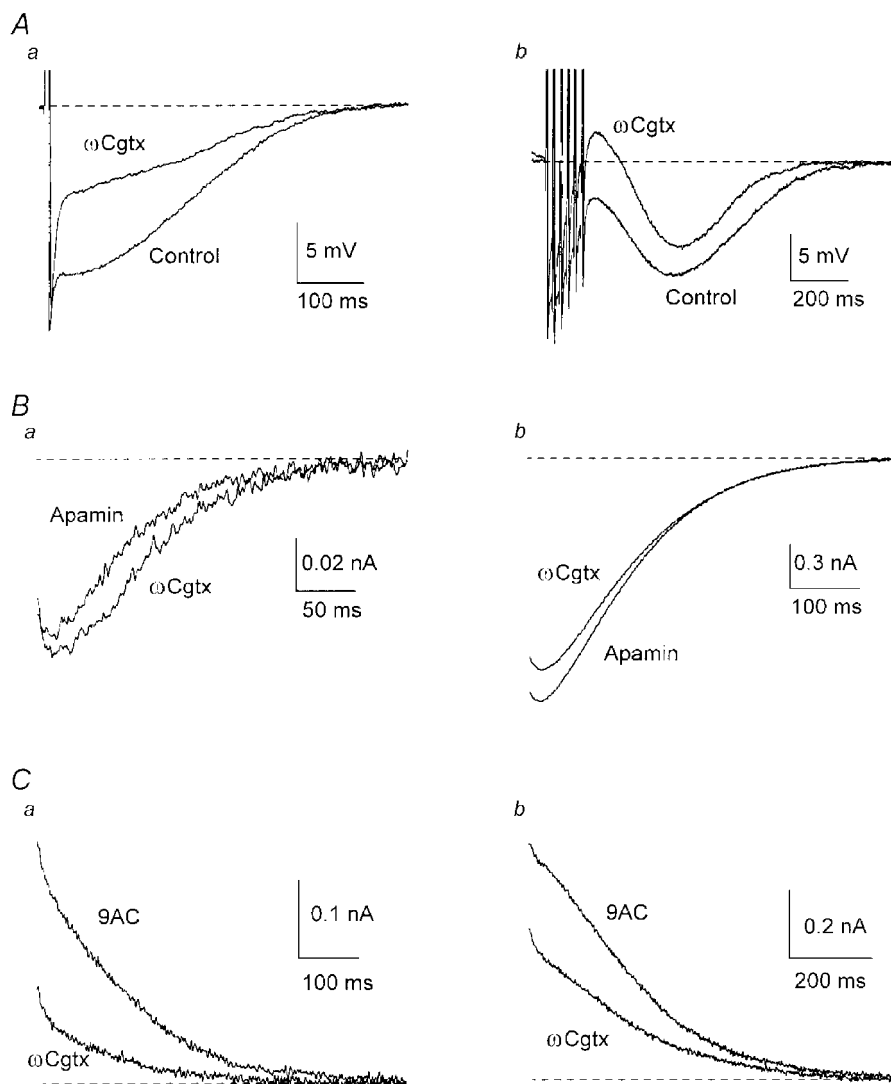 A
a
ωCgtx
Control
5 mV
100 ms
b
ωCgtx
Control
5 mV
200 ms
B
a
Apamin
ωCgtx
0.02 nA
50 ms
b
ωCgtx
Apamin
0.3 nA
100 ms
C
a
9AC
ωCgtx
0.1 nA
100 ms
b
9AC
ωCgtx
0.2 nA
200 ms